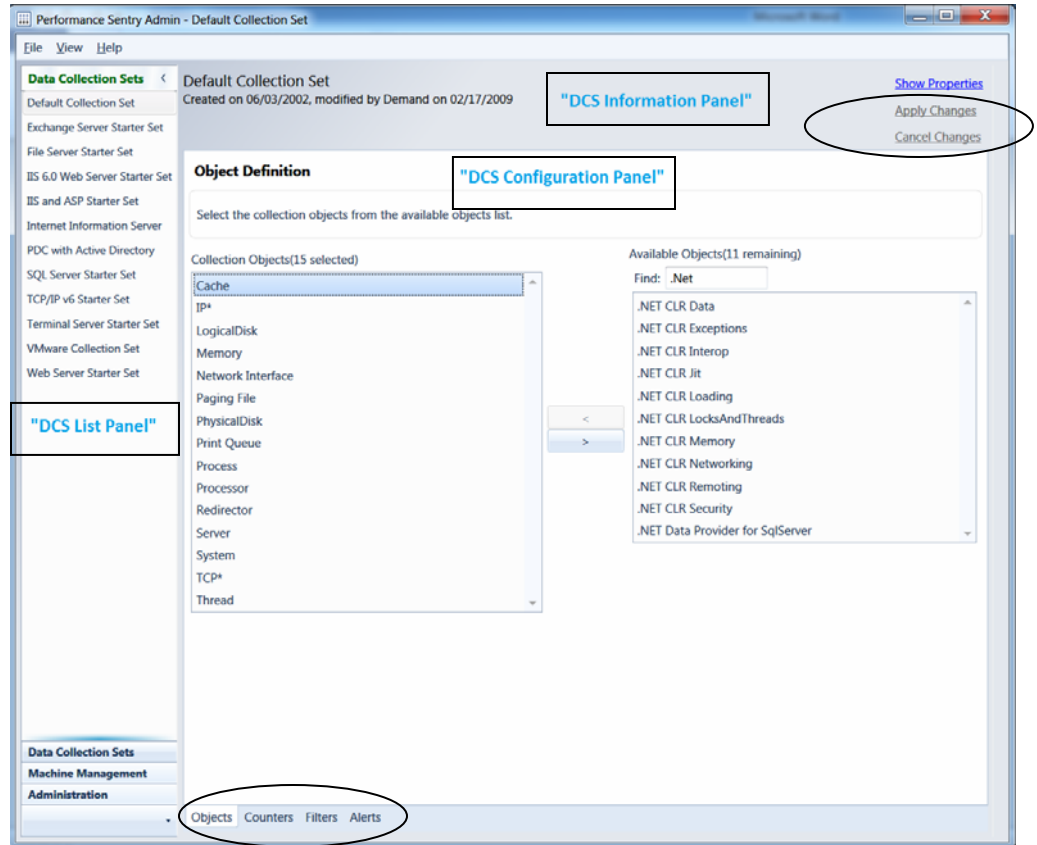 Performance Sentry Admin - Default Collection Set
File View Help
Data Collection Sets <
Default Collection Set
Exchange Server Starter Set
File Server Starter Set
IIS 6.0 Web Server Starter Set
IIS and ASP Starter Set
Internet Information Server
PDC with Active Directory
SQL Server Starter Set
TCP/IP v6 Starter Set
Terminal Server Starter Set
VMware Collection Set
Web Server Starter Set
"DCS List Panel"
Data Collection Sets
Machine Management
Administration
Default Collection Set
Created on 06/03/2002, modified by Demand on 02/17/2009
"DCS Information Panel"
Show Properties
Apply Changes
Cancel Changes
Object Definition
"DCS Configuration Panel"
Select the collection objects from the available objects list.
Collection Objects(15 selected)
Cache
IP*
LogicalDisk
Memory
Network Interface
Paging File
PhysicalDisk
Print Queue
Process
Processor
Redirector
Server
System
TCP*
Thread
<
>
Available Objects(11 remaining)
Find: .Net
.NET CLR Data
.NET CLR Exceptions
.NET CLR Interop
.NET CLR Jit
.NET CLR Loading
.NET CLR LocksAndThreads
.NET CLR Memory
.NET CLR Networking
.NET CLR Remoting
.NET CLR Security
.NET Data Provider for SqlServer
Objects Counters Filters Alerts